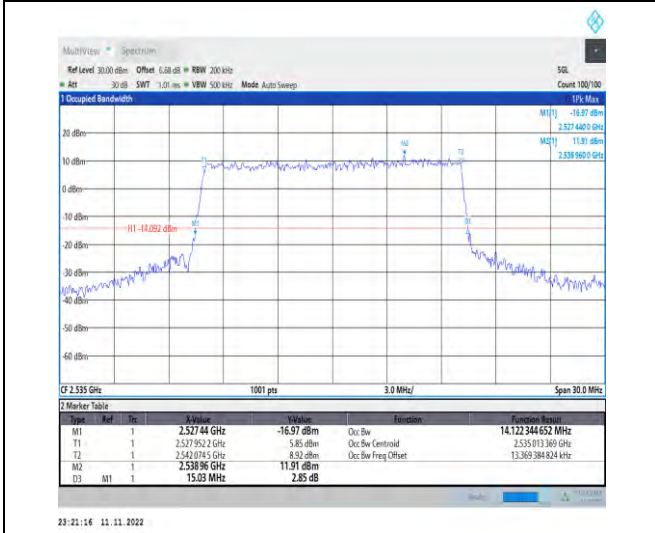 MultiView Spectrum
Ref Level 30.00 dBm Offset 6.68 dB RBW 200 kHz SGL
Att 30 dB SWT 1.01 ms VBW 500 kHz Mode Auto Sweep Count 100/100
1 Occupied Bandwidth 1Pk Max
M1[1] -16.97 dBm
2.527 440 0 GHz
20 dBm M2[1] 11.91 dBm
2.538 960 0 GHz
M2
T1 T2
10 dBm
0 dBm
-10 dBm
M1 D3
H1 -14.092 dBm
-20 dBm
-30 dBm
-40 dBm
-50 dBm
-60 dBm
CF 2.535 GHz 1001 pts 3.0 MHz/ Span 30.0 MHz
2 Marker Table
Type Ref Trc X-Value Y-Value Function Function Result
M1 1 2.527 44 GHz -16.97 dBm Occ Bw 14.122 344 652 MHz
T1 1 2.527 952 2 GHz 5.85 dBm Occ Bw Centroid 2.535 013 369 GHz
T2 1 2.542 074 5 GHz 8.92 dBm Occ Bw Freq Offset 13.369 384 824 kHz
M2 1 2.538 96 GHz 11.91 dBm
D3 M1 1 15.03 MHz 2.85 dB
23:21:16 11.11.2022